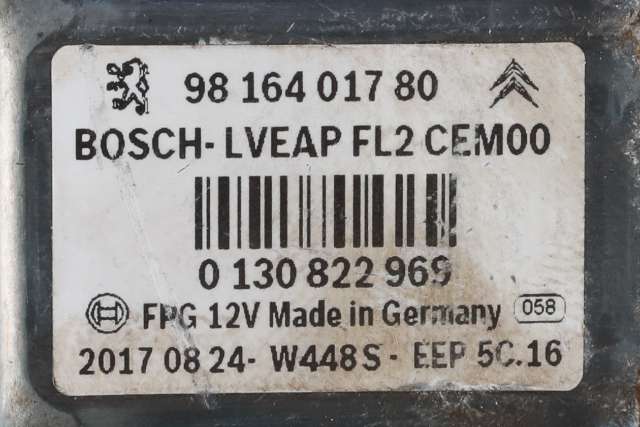 98 164 017 80
BOSCH- LVEAP FL2 CEM00
0 130 822 969
FPG 12V Made in Germany 058
2017 08 24- W448S - EEP 5C.16